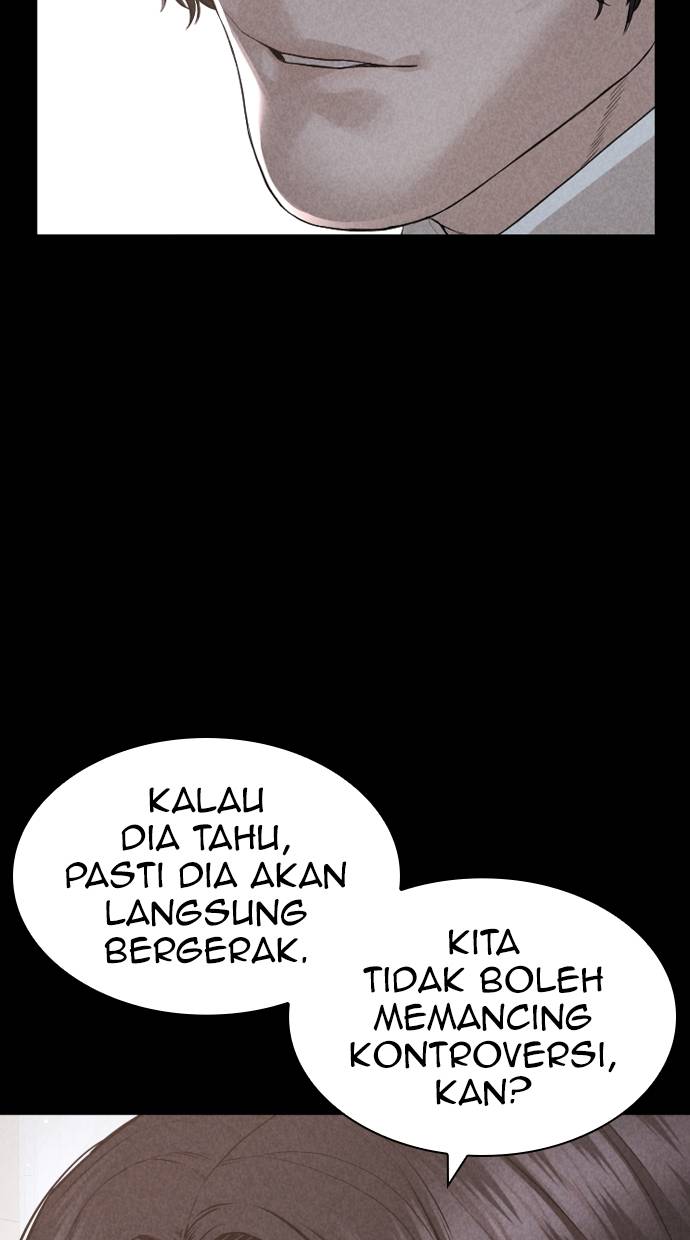 KALAU
DIA TAHU,
PASTI DIA AKAN
LANGSUNG
BERGERAK.
KITA
TIDAK BOLEH
MEMANCING
KONTROVERSI,
KAN?